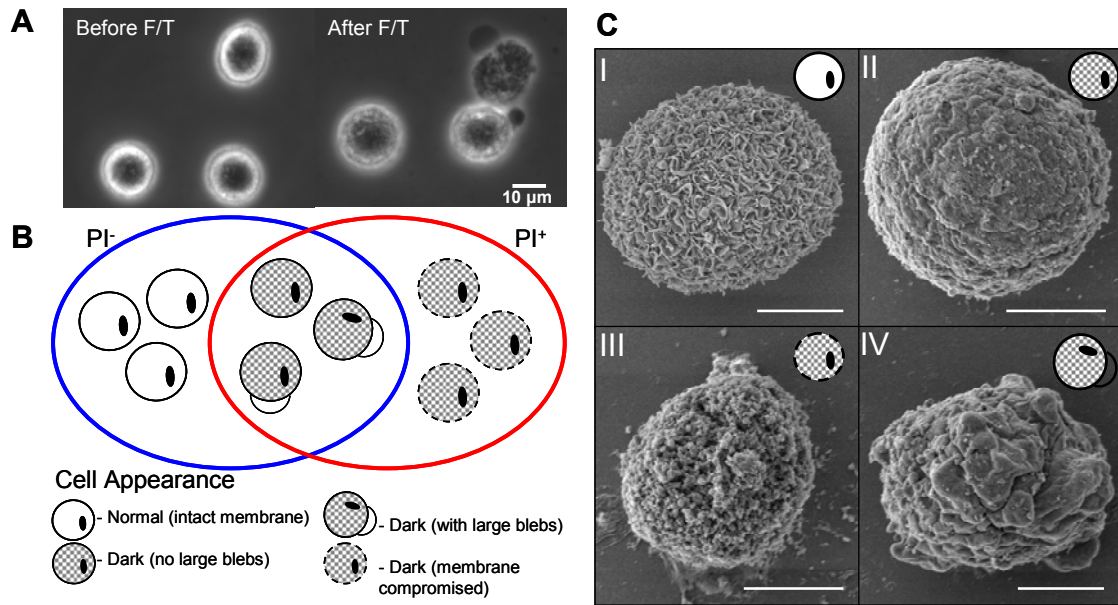 A
Before F/T
After F/T
10 µm
B
PI-
PI+
Cell Appearance
- Normal (intact membrane)
- Dark (no large blebs)
- Dark (with large blebs)
- Dark (membrane
compromised)
C
I
II
III
IV